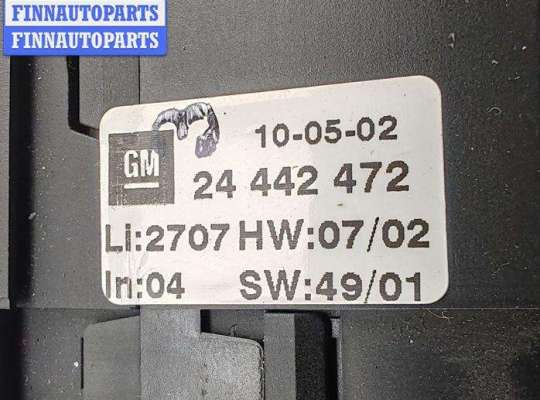 FINNAUTOPARTS
FINNAUTOPARTS
10-05-02
GM
24 442 472
Li:2707 HW:07/02
In:04 SW:49/01